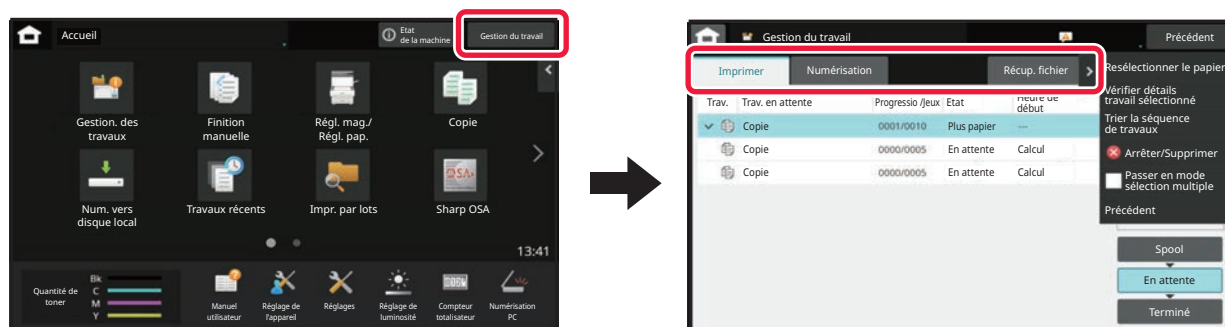 Accueil
Etat
de la machine
Gestion du travail
Gestion. des
travaux
Finition
manuelle
Régl. mag./
Régl. pap.
Copie
OSA
Num. vers
disque local
Travaux récents
Impr. par lots
Sharp OSA
13:41
Quantité de
toner
Bk
C
M
Y
Manuel
utilisateur
Réglage de
l'appareil
Réglages
Réglage de
luminosité
Compteur
totalisateur
Numérisation
PC
Gestion du travail
Précédent
Imprimer
Numérisation
Récup. fichier
Trav.
Trav. en attente
Progressio /Jeux
Etat
Heure de
début
Copie
0001/0010
Plus papier
---
Copie
0000/0005
En attente
Calcul
Copie
0000/0005
En attente
Calcul
Resélectionner le papier
Vérifier détails
travail sélectionné
Trier la séquence
de travaux
Arrêter/Supprimer
Passer en mode
sélection multiple
Précédent
Spool
En attente
Terminé